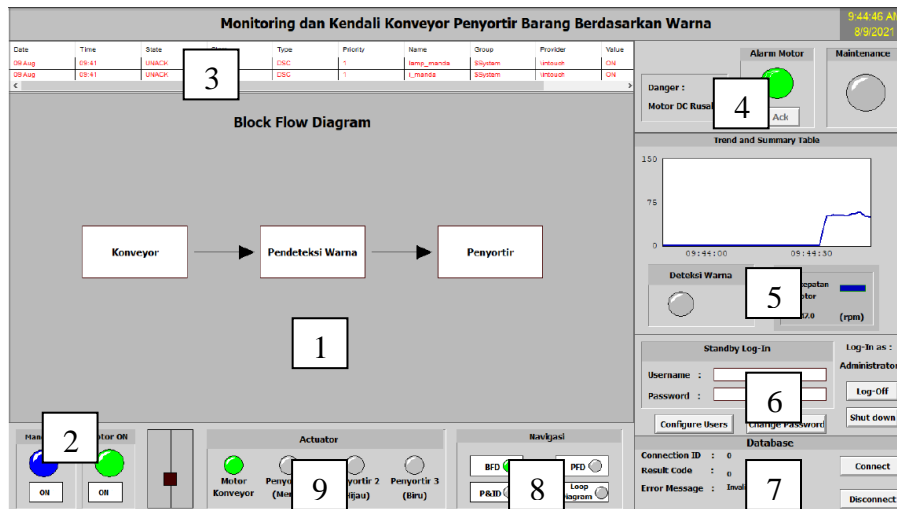 Monitoring dan Kendali Konveyor Penyortir Barang Berdasarkan Warna
9:44:46 AM
8/9/2021
Date Time State Type Priority Name Group Provider Value
09 Aug 09:41 UNACK DSC 1 lamp_manda $System \intouch ON
09 Aug 09:41 UNACK DSC 1 i_manda $System \intouch ON
3
Alarm Motor
Danger :
Motor DC Rusak
Ack
4
Maintenance
Block Flow Diagram
Konveyor
Pendeteksi Warna
Penyortir
1
Trend and Summary Table
150
75
0
09:44:00 09:44:30
Deteksi Warna
5
(rpm)
Standby Log-In
Username :
Password :
6
Configure Users
Change Password
Log-In as :
Administrator
Log-Off
Shut down
2
ON
ON
Actuator
Motor
Konveyor
Penyortir 3
(Biru)
9
Navigasi
BFD
PFD
P&ID
Loop
Diagram
8
Database
Connection ID : 0
Result Code : 0
Error Message :
7
Connect
Disconnect